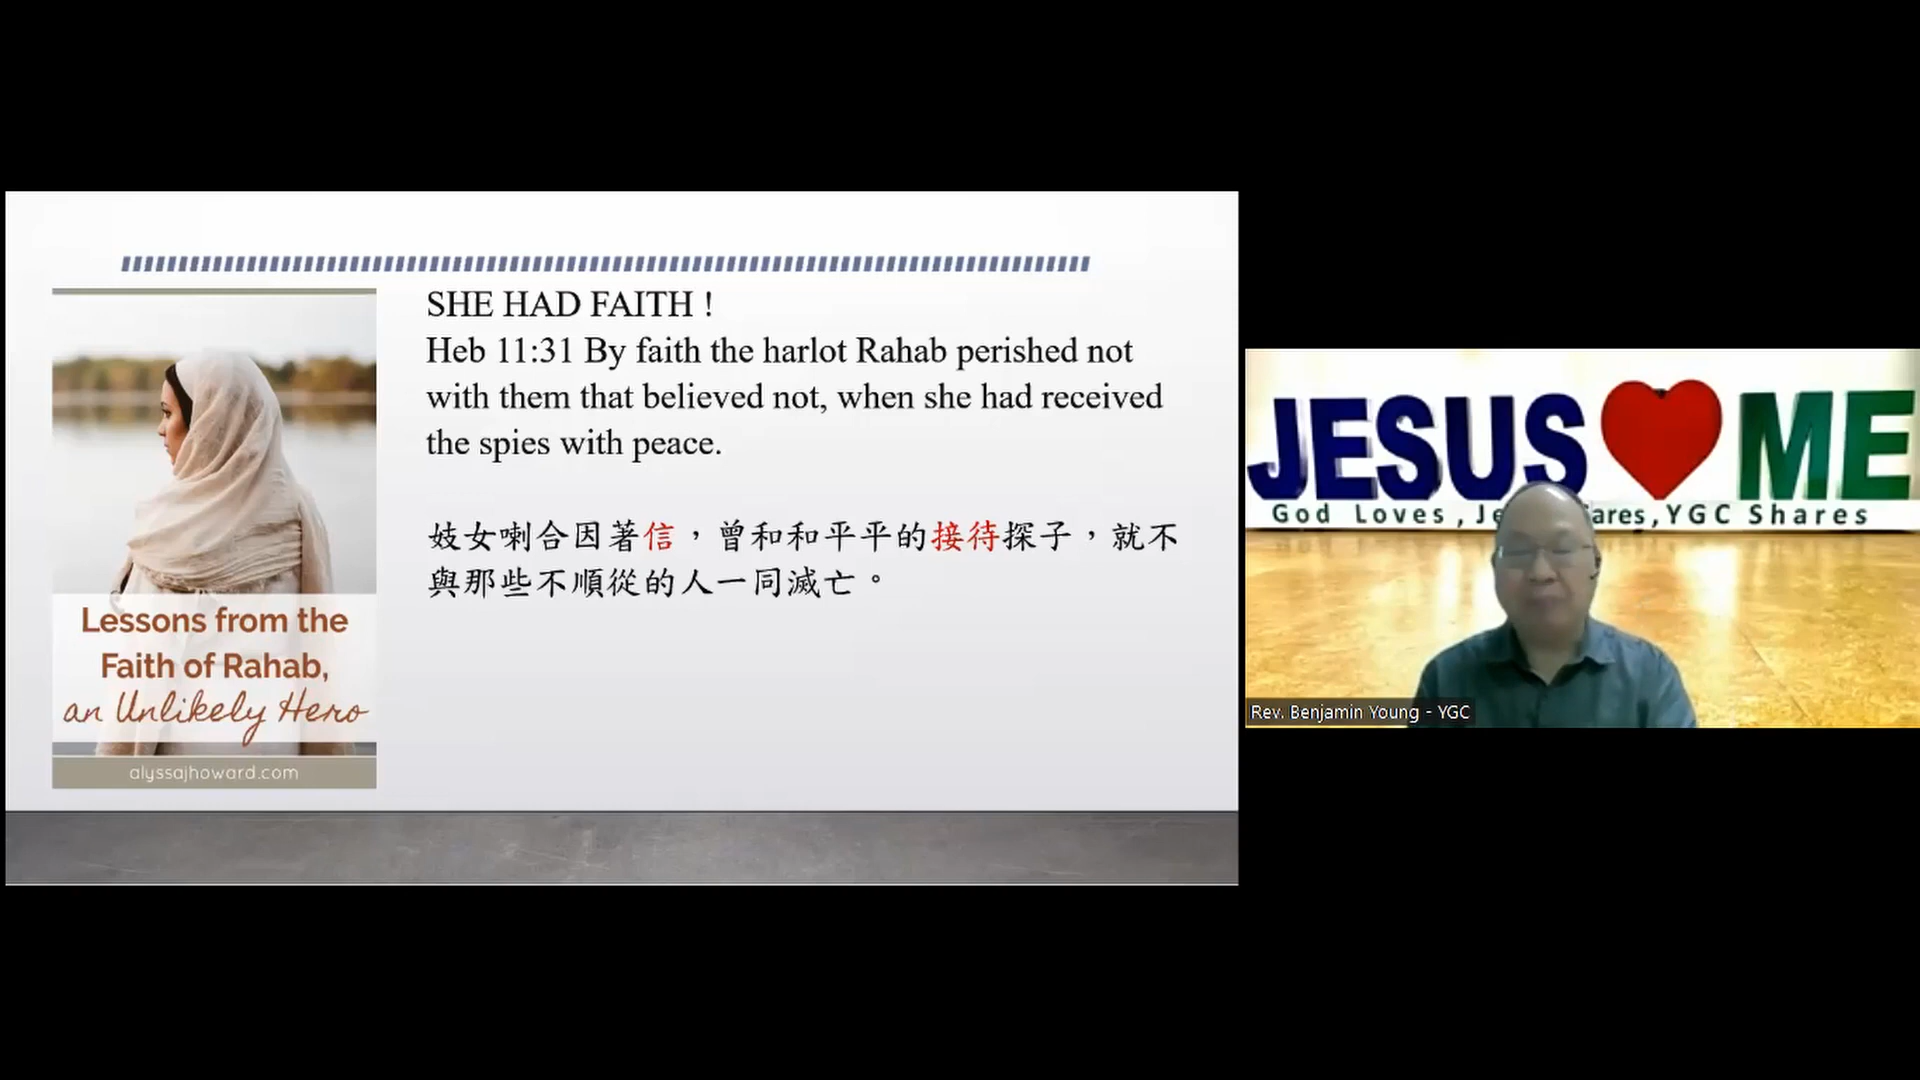 SHE HAD FAITH !
Heb 11:31 By faith the harlot Rahab perished not
with them that believed not, when she had received
the spies with peace.
妓女喇合因著信，曾和和平平的接待探子，就不
與那些不順從的人一同滅亡。
Lessons from the
Faith of Rahab,
an Unlikely Hero
alyssajhoward.com
JESUS ME
God Loves , Je ares,YGC Shares
Rev. Benjamin Young - YGC